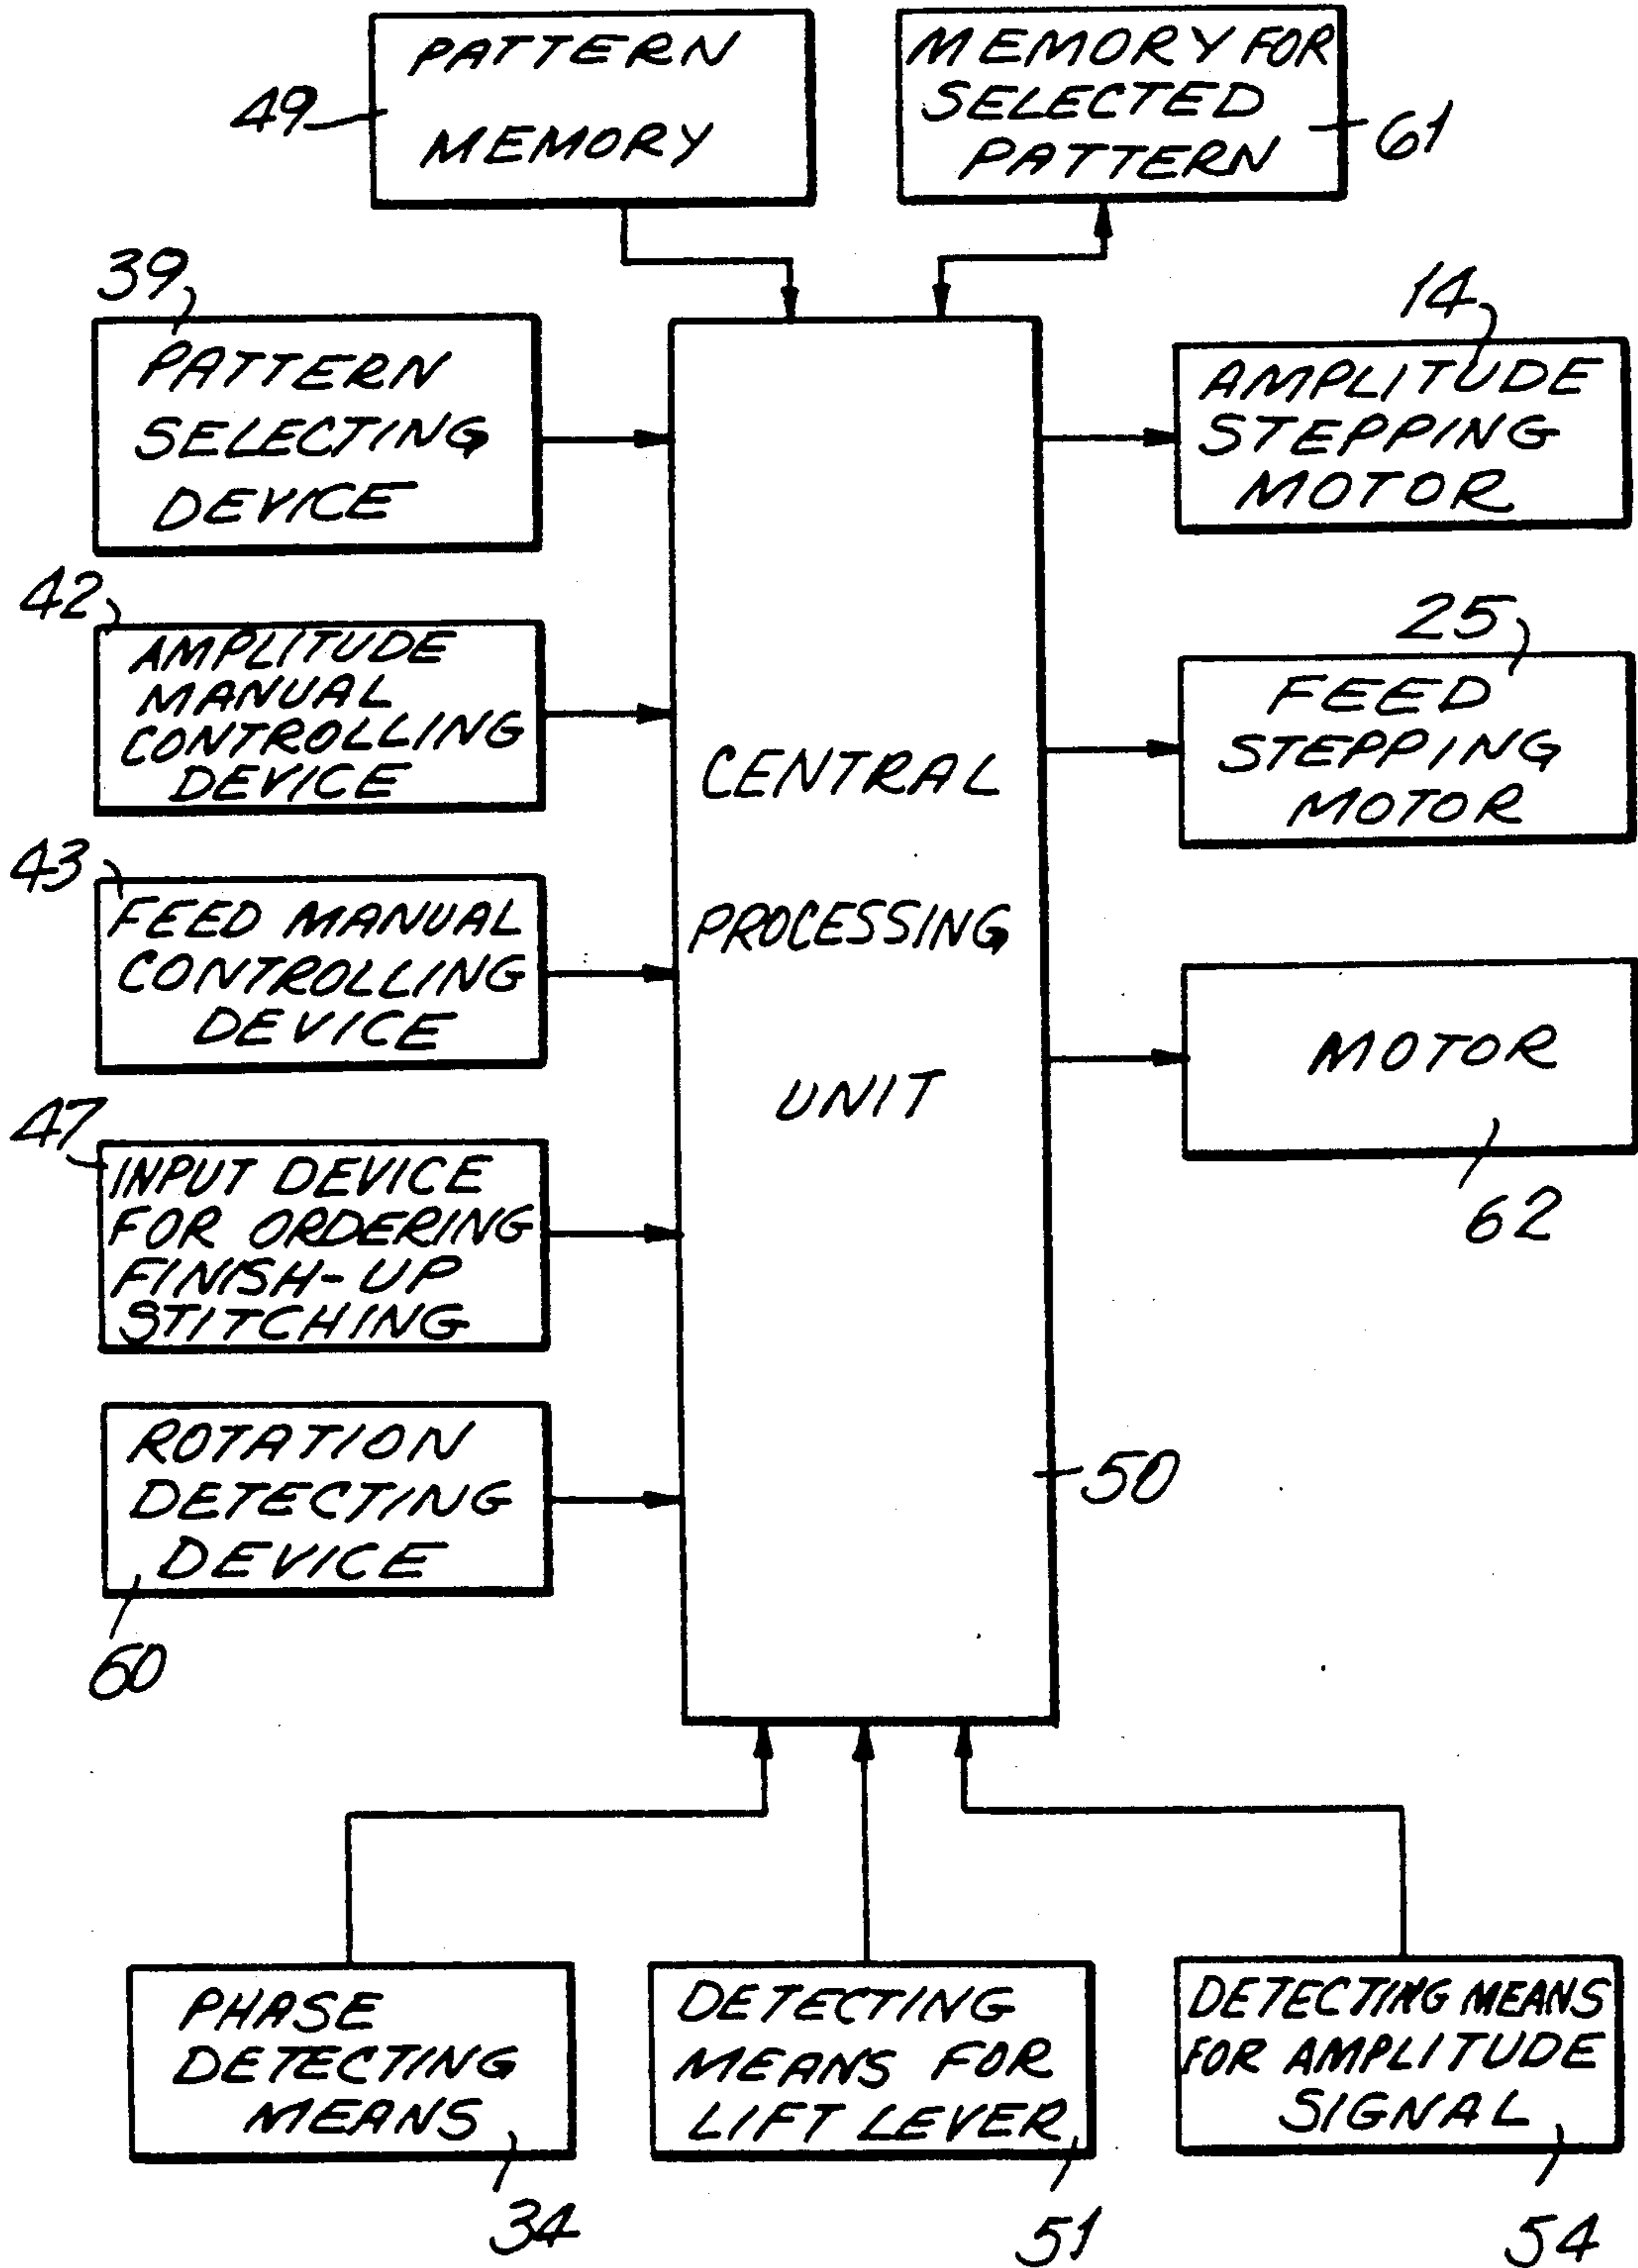 PATTERN
MEMORY
49
MEMORY FOR
SELECTED
PATTERN
61
39
PATTERN
SELECTING
DEVICE
14
AMPLITUDE
STEPPING
MOTOR
42
AMPLITUDE
MANUAL
CONTROLLING
DEVICE
25
FEED
STEPPING
MOTOR
CENTRAL
PROCESSING
UNIT
50
43
FEED MANUAL
CONTROLLING
DEVICE
MOTOR
62
47
INPUT DEVICE
FOR ORDERING
FINISH-UP
STITCHING
ROTATION
DETECTING
DEVICE
60
PHASE
DETECTING
MEANS
34
DETECTING
MEANS FOR
LIFT LEVER
51
DETECTING MEANS
FOR AMPLITUDE
SIGNAL
54